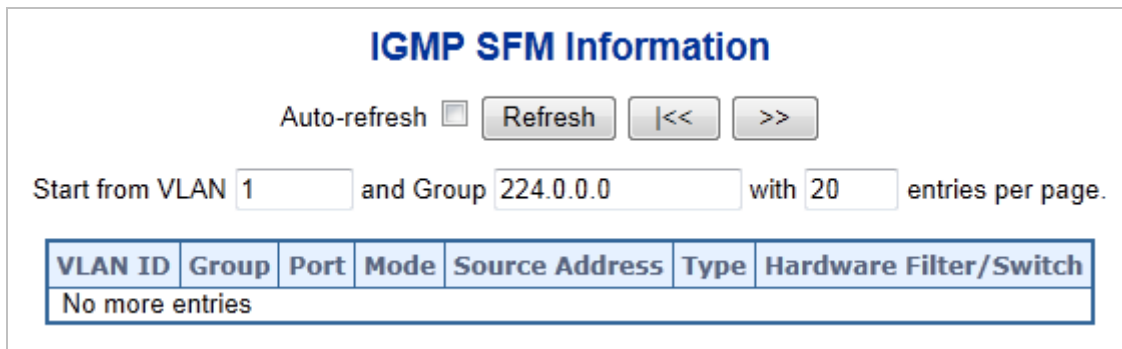 IGMP SFM Information
Auto-refresh Refresh |<< >>
Start from VLAN 1 and Group 224.0.0.0 with 20 entries per page.
VLAN ID Group Port Mode Source Address Type Hardware Filter/Switch
No more entries